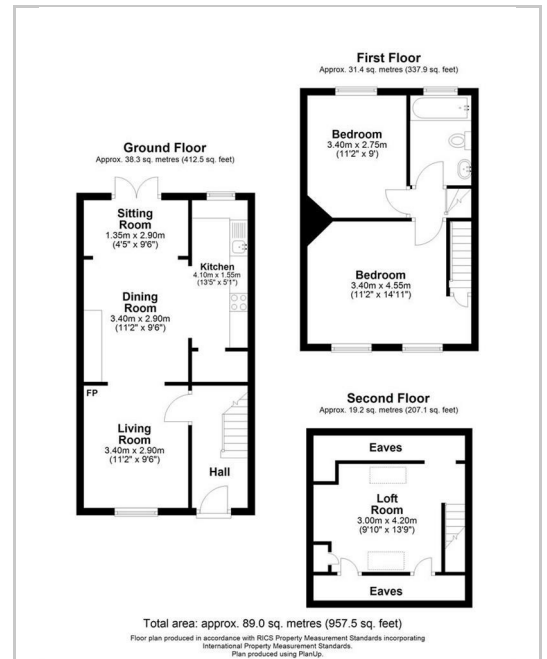 Ground Floor
Approx. 38.3 sq. metres (412.5 sq. feet)
Sitting
Room
1.35m x 2.90m
(4'5" x 9'6")
Kitchen
4.10m x 1.55m
(13'5" x 5'1")
Dining
Room
3.40m x 2.90m
(11'2" x 9'6")
FP
Living
Room
3.40m x 2.90m
(11'2" x 9'6")
Hall
First Floor
Approx. 31.4 sq. metres (337.9 sq. feet)
Bedroom
3.40m x 2.75m
(11'2" x 9')
Bedroom
3.40m x 4.55m
(11'2" x 14'11")
Second Floor
Approx. 19.2 sq. metres (207.1 sq. feet)
Eaves
Loft
Room
3.00m x 4.20m
(9'10" x 13'9")
Eaves
Total area: approx. 89.0 sq. metres (957.5 sq. feet)
Floor plan produced in accordance with RICS Property Measurement Standards incorporating
International Property Measurement Standards.
Plan produced using PlanUp.